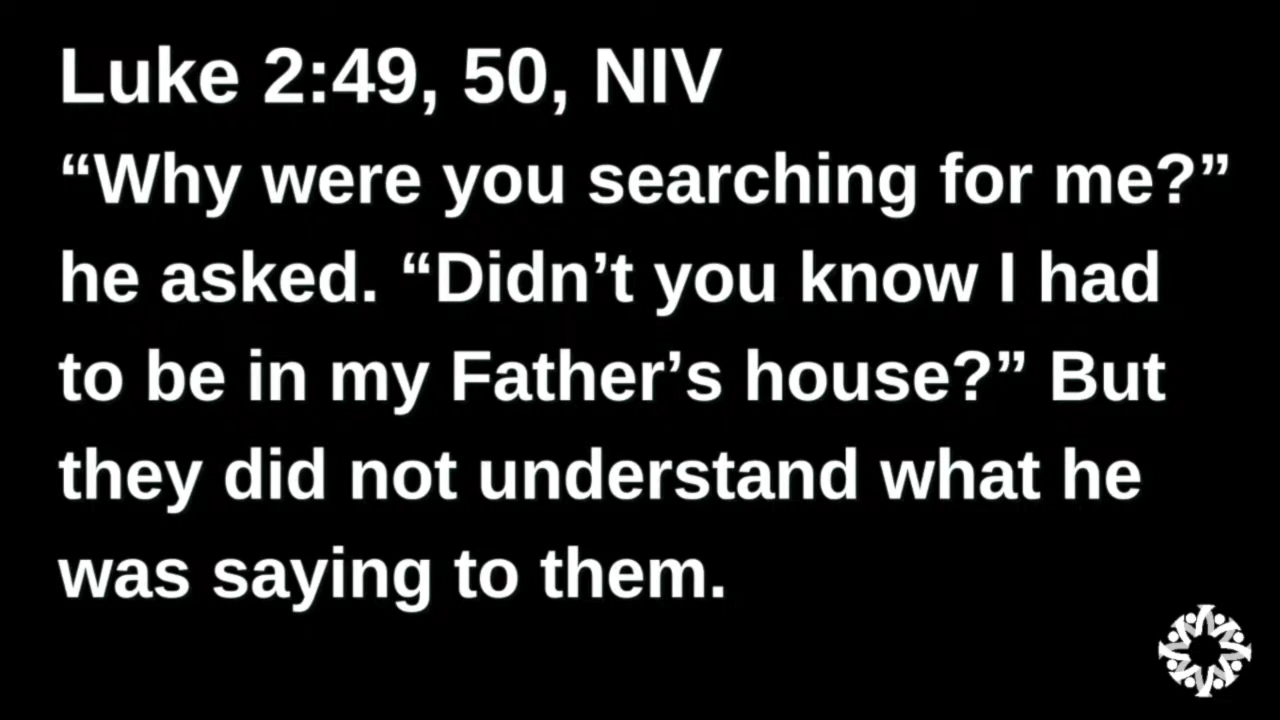 Luke 2:49, 50, NIV
“Why were you searching for me?”
he asked. “Didn’t you know I had
to be in my Father’s house?” But
they did not understand what he
was saying to them.